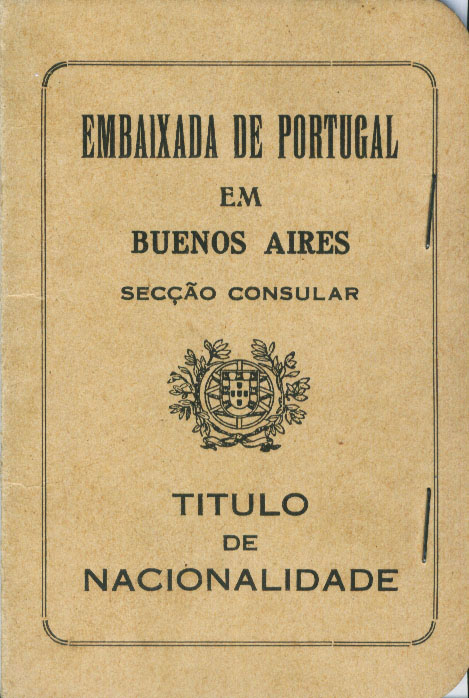 EMBAIXADA DE PORTUGAL
EM
BUENOS AIRES
SECÇÃO CONSULAR
TITULO
DE
NACIONALIDADE